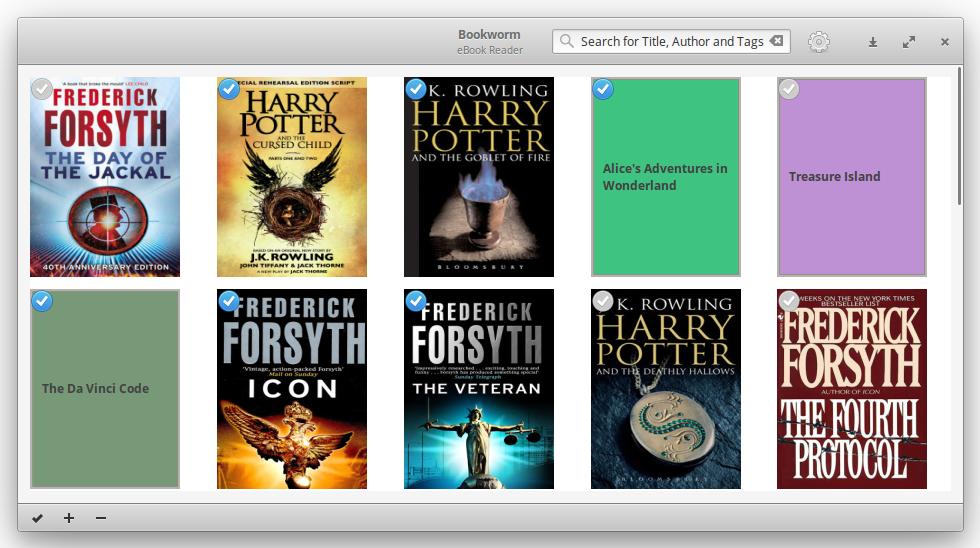 Bookworm
eBook Reader
Search for Title, Author and Tags
'A book that broke the mould' LEE CHILD
FREDERICK
FORSYTH
THE DAY OF
THE JACKAL
40TH ANNIVERSARY EDITION
SPECIAL REHEARSAL EDITION SCRIPT
HARRY
POTTER
AND THE
CURSED CHILD
PARTS ONE AND TWO
BASED ON AN ORIGINAL NEW STORY BY
J.K. ROWLING
JOHN TIFFANY & JACK THORNE
A NEW PLAY BY JACK THORNE
K. ROWLING
HARRY
POTTER
AND THE GOBLET OF FIRE
BLOOMSBURY
Alice's Adventures in
Wonderland
Treasure Island
The Da Vinci Code
FREDERICK
FORSYTH
'Vintage, action-packed Forsyth'
Mail on Sunday
ICON
FREDERICK
FORSYTH
'Impressively researched . . . exciting, touching and
funny . . . Forsyth has produced something special'
Sunday Telegraph
THE VETERAN
K. ROWLING
HARRY
POTTER
AND THE DEATHLY HALLOWS
BLOOMSBURY
WEEKS ON THE NEW YORK TIMES
BESTSELLER LIST
FREDERICK
FORSYTH
AUTHOR OF ICON
THE FOURTH
PROTOCOL